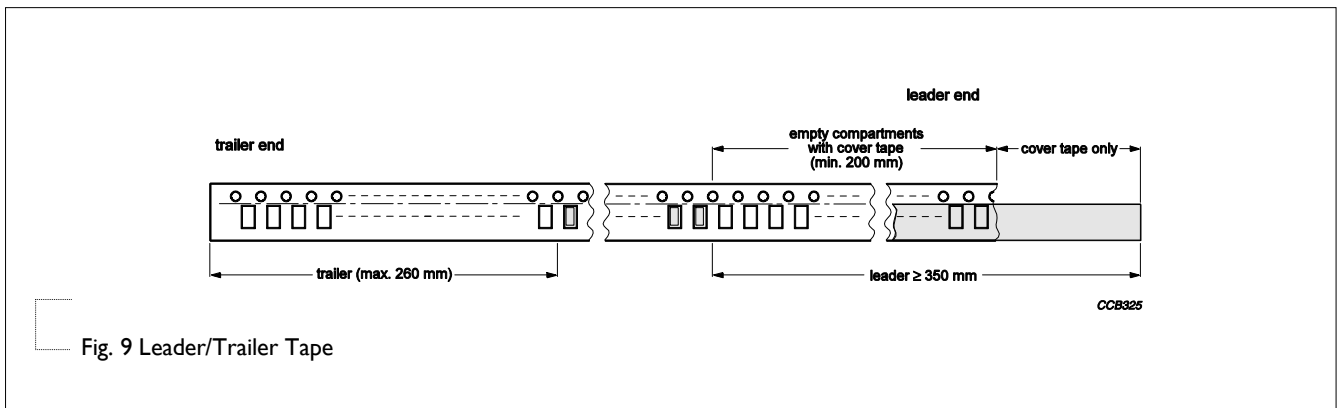 leader end
trailer end
empty compartments
with cover tape
(min. 200 mm)
cover tape only
trailer (max. 260 mm)
leader ≥ 350 mm
CCB325
Fig. 9 Leader/Trailer Tape